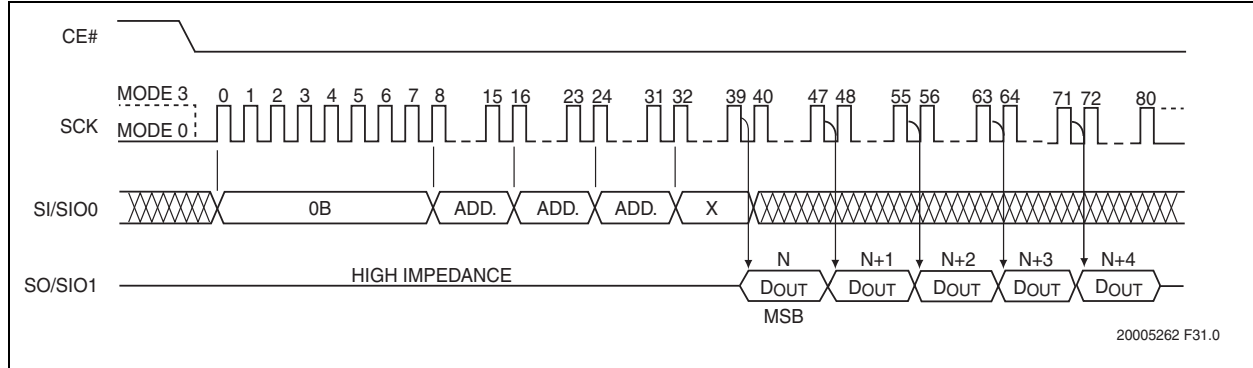 CE#
MODE 3
0 1 2 3 4 5 6 7 8 15 16 23 24 31 32 39 40 47 48 55 56 63 64 71 72 80
SCK
MODE 0
SI/SIO0
0B
ADD.
ADD.
ADD.
X
N
N+1
N+2
N+3
N+4
SO/SIO1
HIGH IMPEDANCE
DOUT
DOUT
DOUT
DOUT
DOUT
MSB
20005262 F31.0